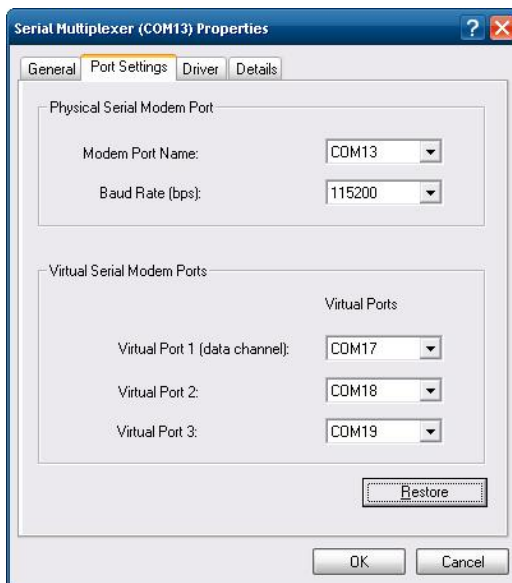 Serial Multiplexer (COM13) Properties
General Port Settings Driver Details
Physical Serial Modem Port
Modem Port Name: COM13
Baud Rate (bps): 115200
Virtual Serial Modem Ports
Virtual Ports
Virtual Port 1 (data channel): COM17
Virtual Port 2: COM18
Virtual Port 3: COM19
Restore
OK Cancel